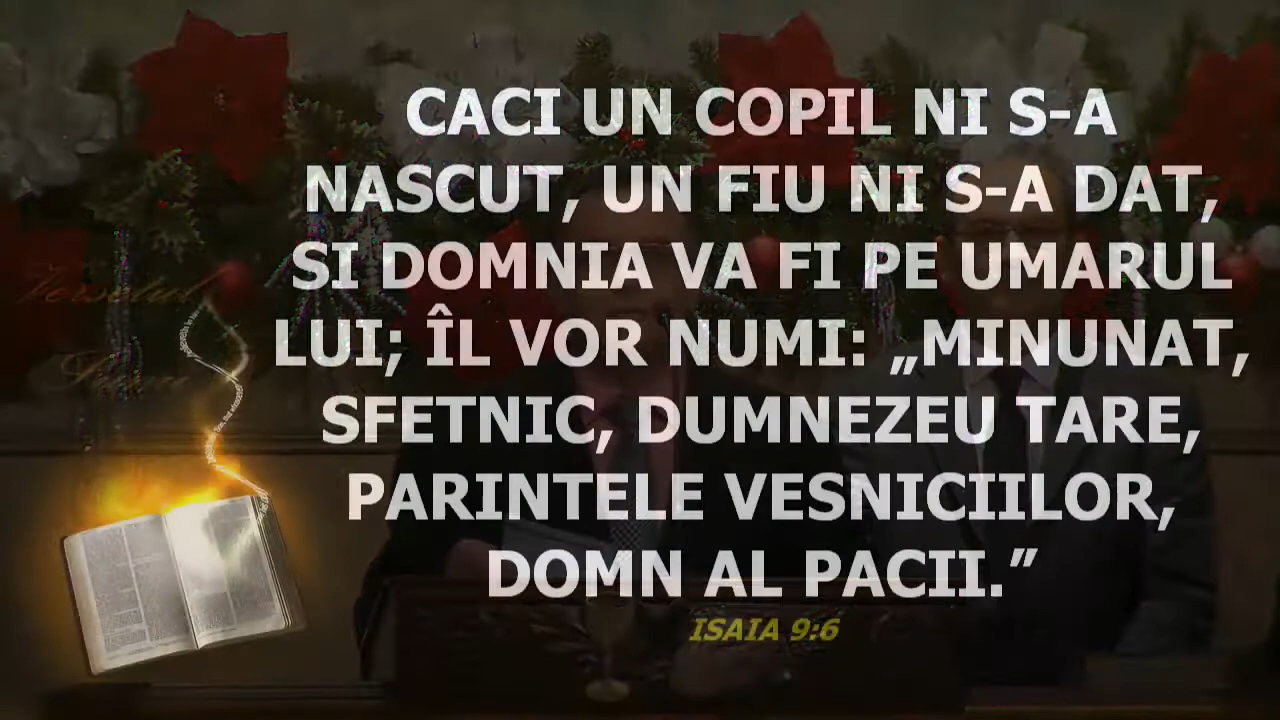 CACI UN COPIL NI S-A
NASCUT, UN FIU NI S-A DAT,
SI DOMNIA VA FI PE UMARUL
LUI; ÎL VOR NUMI: „MINUNAT,
SFETNIC, DUMNEZEU TARE,
PARINTELE VESNICIILOR,
DOMN AL PACII.”
ISAIA 9:6
Versetul